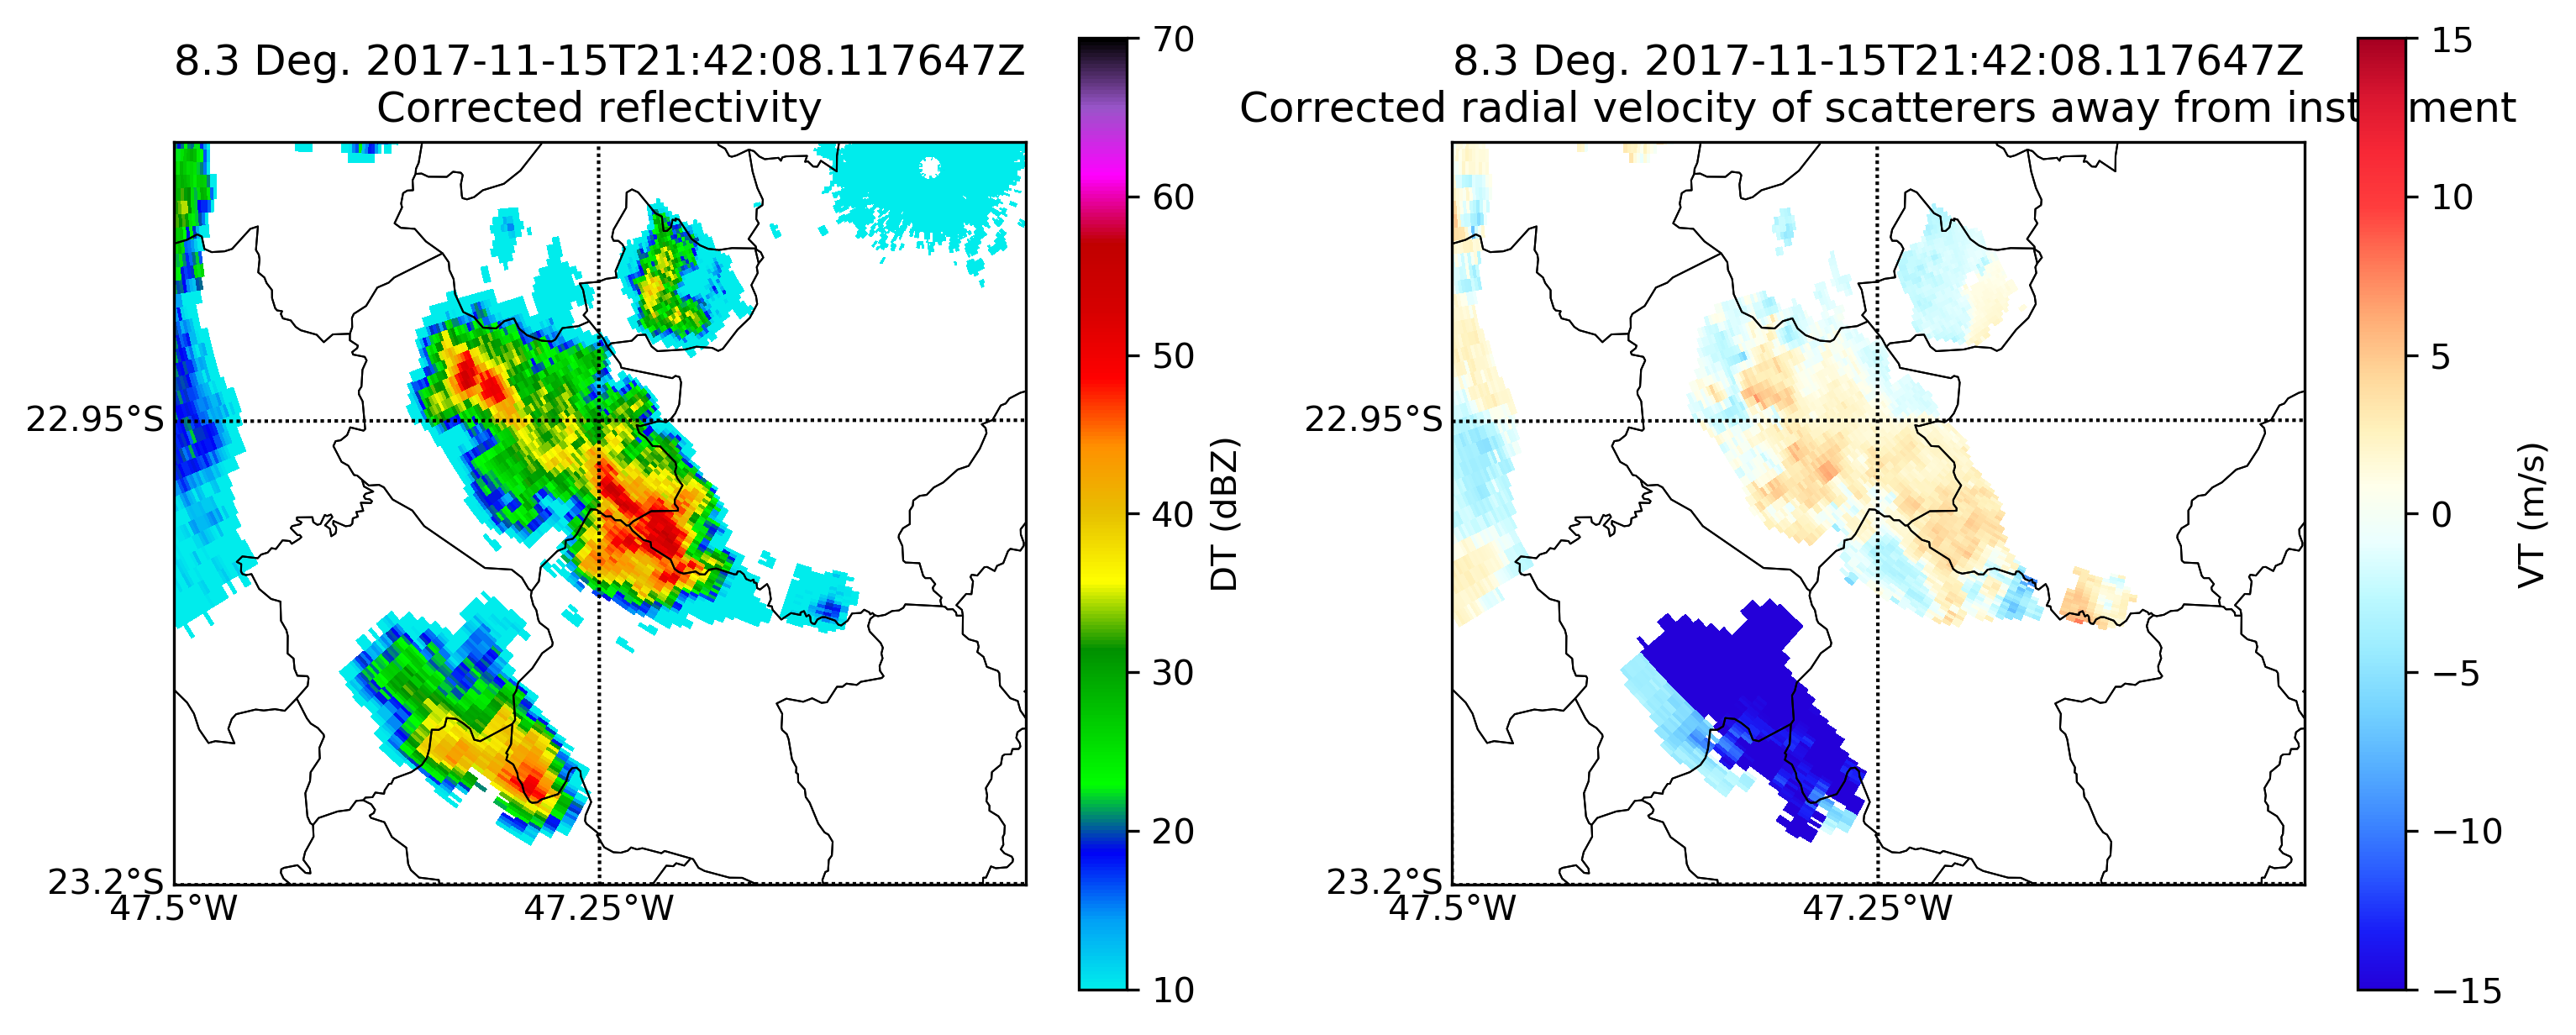 8.3 Deg. 2017-11-15T21:42:08.117647Z
Corrected reflectivity
22.95°S
23.2°S
47.5°W
47.25°W
70
60
50
40
30
20
10
DT (dBZ)
8.3 Deg. 2017-11-15T21:42:08.117647Z
Corrected radial velocity of scatterers away from inst ment
22.95°S
23.2°S
47.5°W
47.25°W
15
10
5
0
−5
−10
−15
VT (m/s)